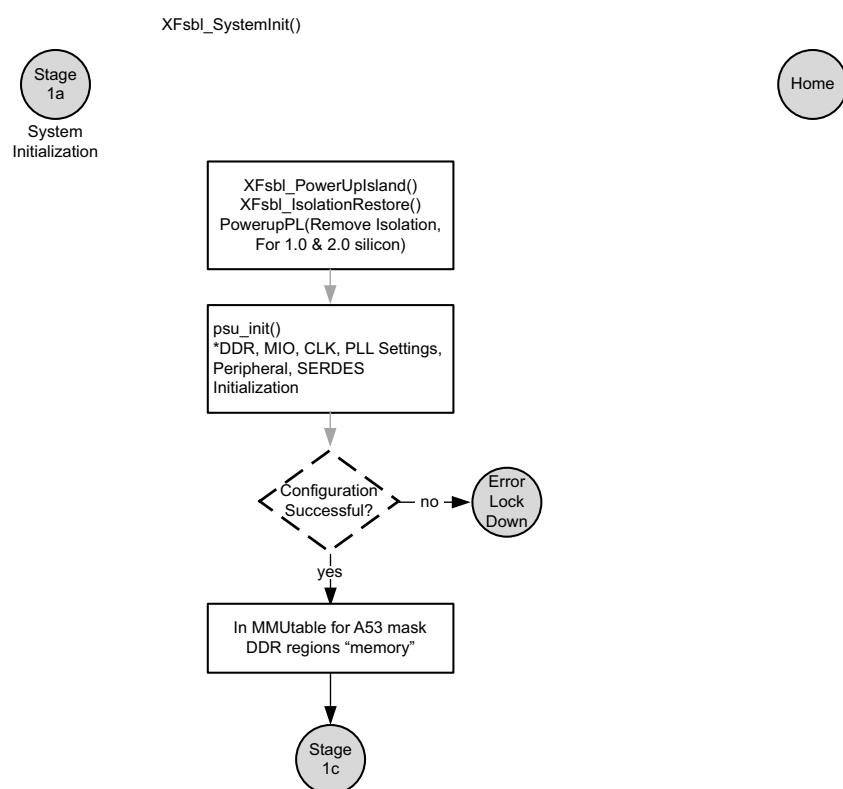 XFsbl_SystemInit()
Stage
1a
Home
System
Initialization
XFsbl_PowerUpIsland()
XFsbl_IsolationRestore()
PowerupPL(Remove Isolation,
For 1.0 & 2.0 silicon)
psu_init()
*DDR, MIO, CLK, PLL Settings,
Peripheral, SERDES
Initialization
Configuration
Successful?
no
Error
Lock
Down
yes
In MMUtable for A53 mask
DDR regions “memory”
Stage
1c